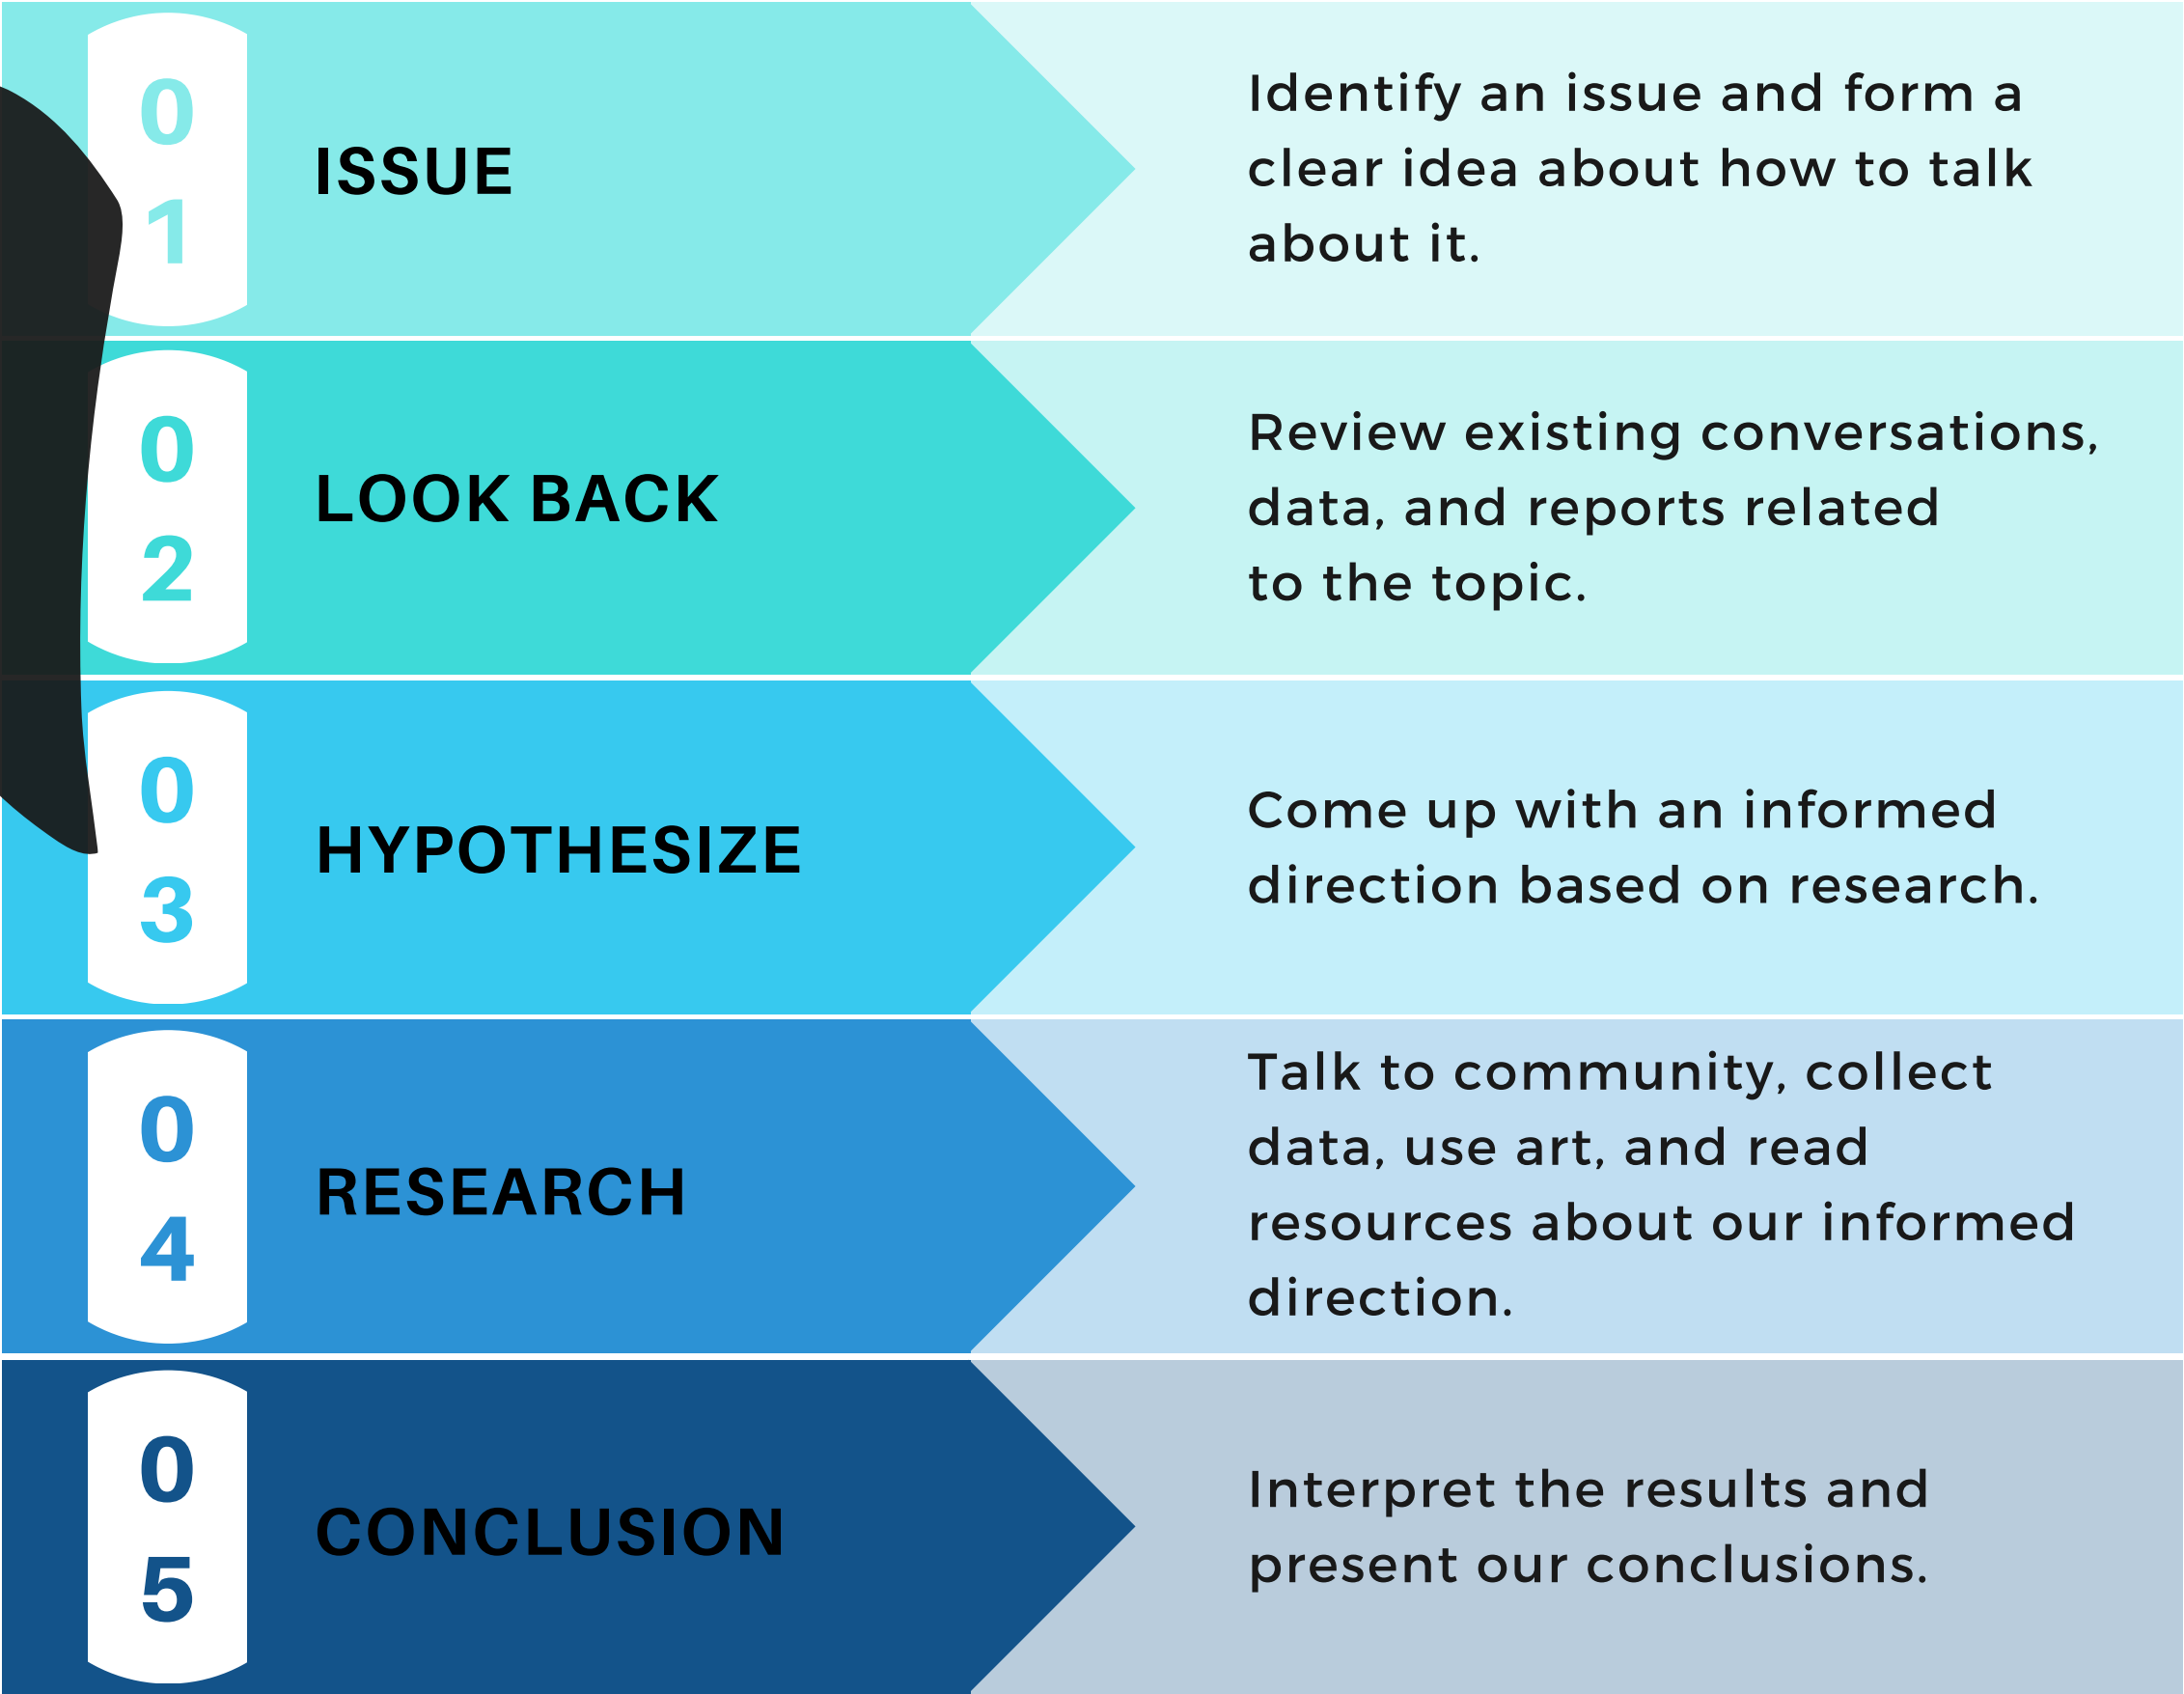 0
1
ISSUE
Identify an issue and form a
clear idea about how to talk
about it.
0
2
LOOK BACK
Review existing conversations,
data, and reports related
to the topic.
0
3
HYPOTHESIZE
Come up with an informed
direction based on research.
0
4
RESEARCH
Talk to community, collect
data, use art, and read
resources about our informed
direction.
0
5
CONCLUSION
Interpret the results and
present our conclusions.